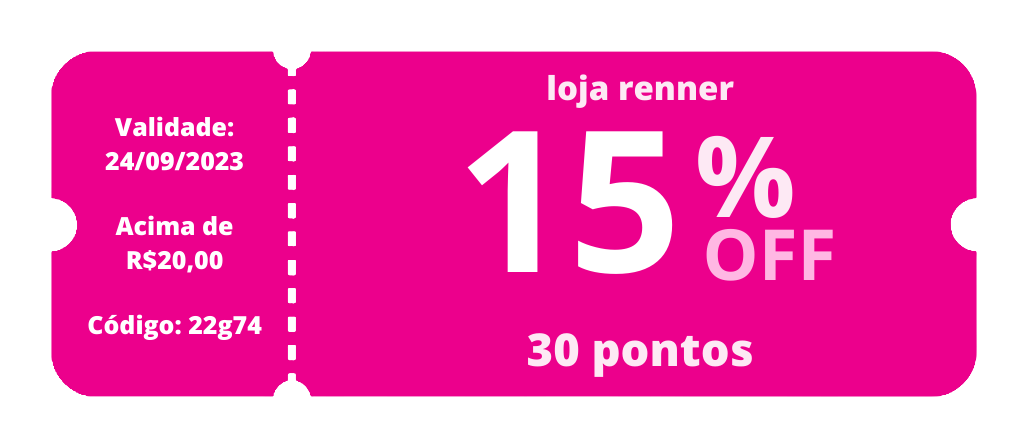 Validade:
24/09/2023
Acima de
R$20,00
Código: 22g74
loja renner
15%
OFF
30 pontos